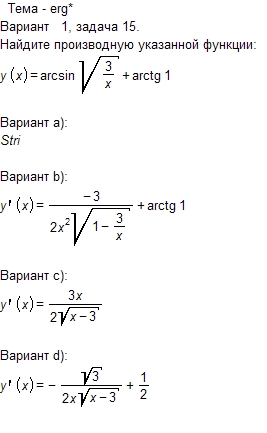 Тема - erg*
Вариант 1, задача 15.
Найдите производную указанной функции:
y (x) = arcsin √(3/x) + arctg 1
Вариант a):
Stri
Вариант b):
y' (x) = -3 / (2x²√(1 - 3/x)) + arctg 1
Вариант c):
y' (x) = 3x / (2√(x-3))
Вариант d):
y' (x) = - √3 / (2x√(x-3)) + 1/2